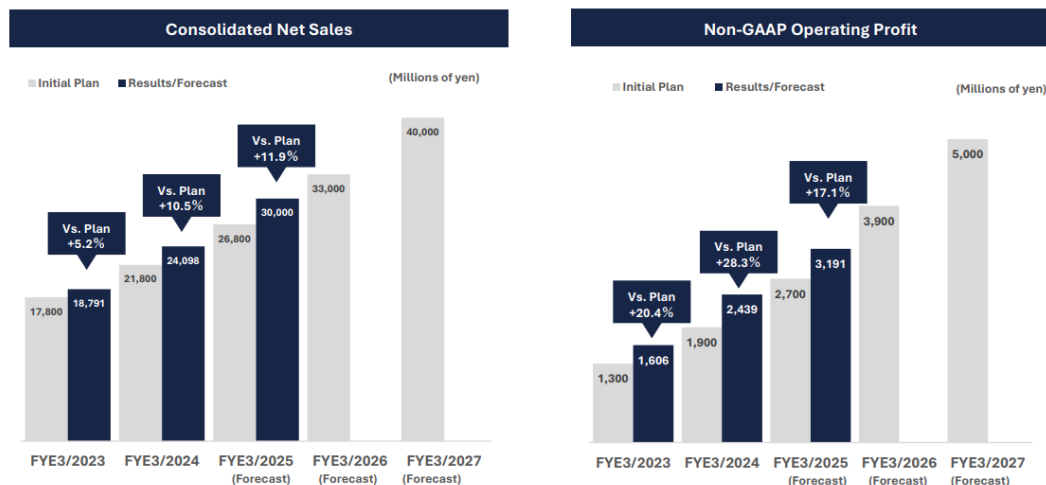 Consolidated Net Sales
Initial Plan
Results/Forecast
(Millions of yen)
Vs. Plan
+5.2%
Vs. Plan
+10.5%
Vs. Plan
+11.9%
17,800
18,791
21,800
24,098
26,800
30,000
33,000
40,000
FYE3/2023
FYE3/2024
FYE3/2025
(Forecast)
FYE3/2026
(Forecast)
FYE3/2027
(Forecast)
Non-GAAP Operating Profit
Initial Plan
Results/Forecast
(Millions of yen)
Vs. Plan
+20.4%
Vs. Plan
+28.3%
Vs. Plan
+17.1%
1,300
1,606
1,900
2,439
2,700
3,191
3,900
5,000
FYE3/2023
FYE3/2024
FYE3/2025
(Forecast)
FYE3/2026
(Forecast)
FYE3/2027
(Forecast)